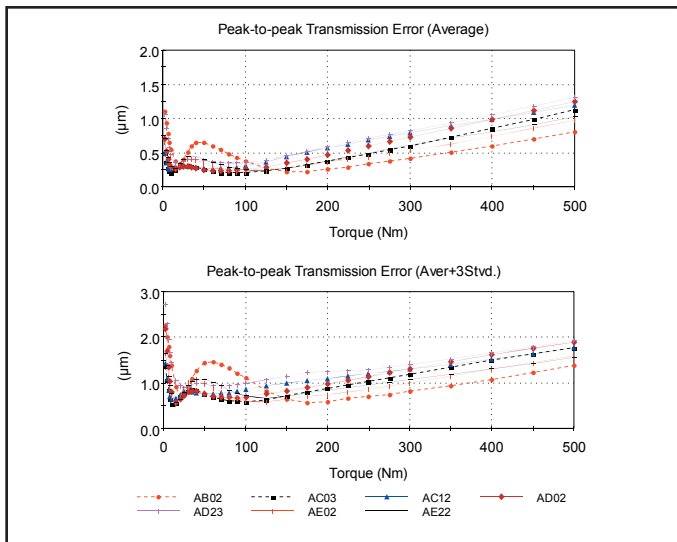 Peak-to-peak Transmission Error (Average)
2.0
1.5
1.0
0.5
0.0
(μm)
0 50 100 200 300 400 500
Torque (Nm)
Peak-to-peak Transmission Error (Aver+3Stvd.)
3.0
2.0
1.0
0.0
(μm)
0 50 100 200 300 400 500
Torque (Nm)
AB02 AC03 AC12 AD02
AD23 AE02 AE22